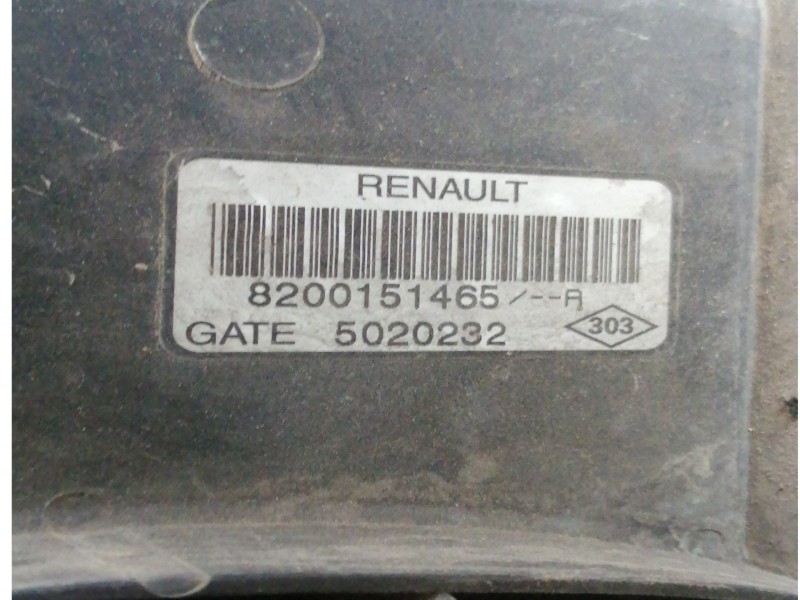 RENAULT
8200151465/--A
GATE 5020232
303